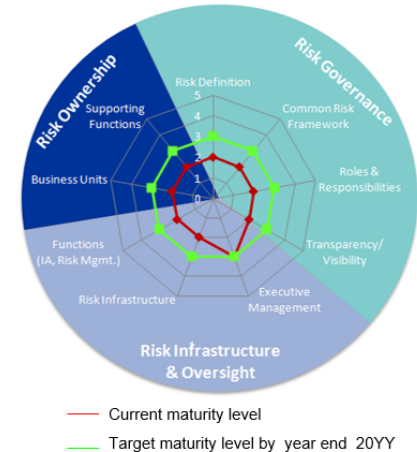 Risk Ownership
Risk Governance
Risk Definition
Supporting
Functions
Common Risk
Framework
Business Units
Roles &
Responsibilities
Functions
(IA, Risk Mgmt.)
Transparency/
Visibility
Risk Infrastructure
Executive
Management
5
4
3
2
1
0
Risk Infrastructure
& Oversight
Current maturity level
Target maturity level by year end 20YY